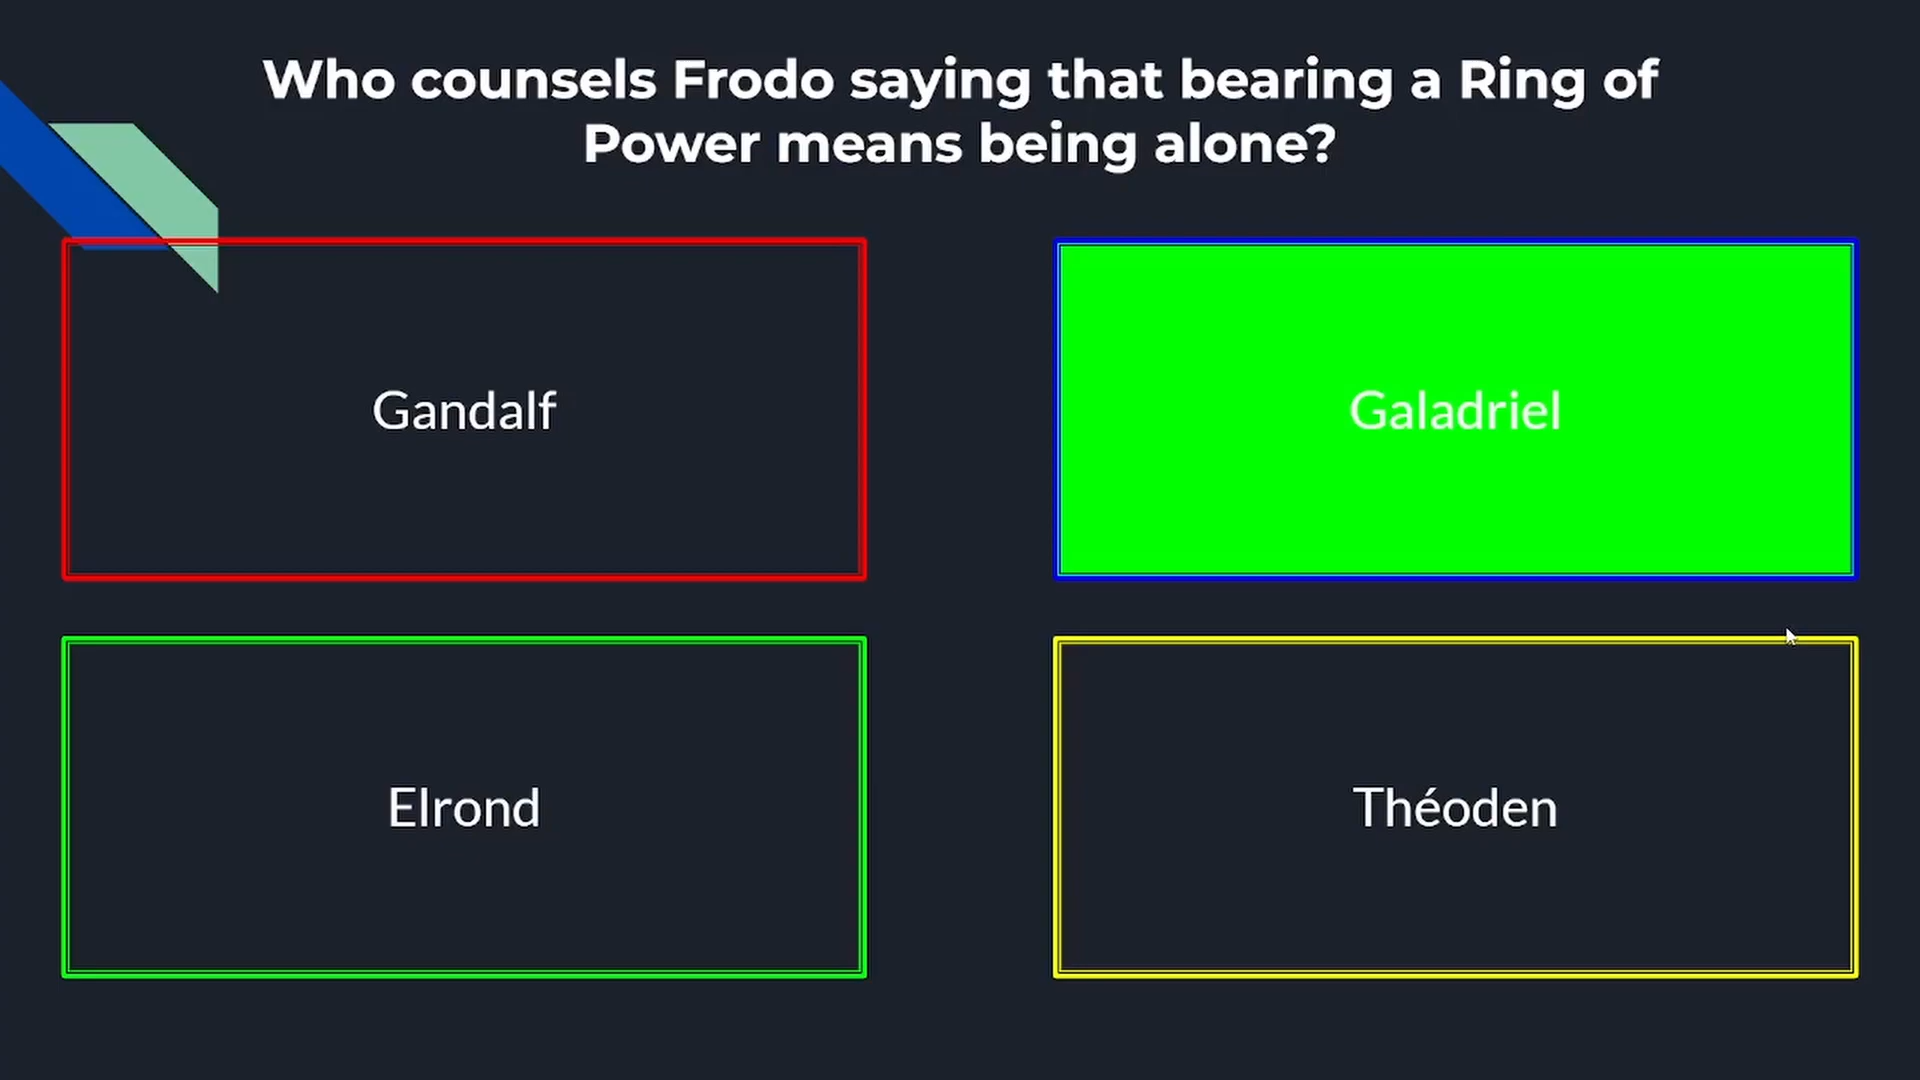 Who counsels Frodo saying that bearing a Ring of
Power means being alone?
Gandalf
Galadriel
Elrond
Théoden